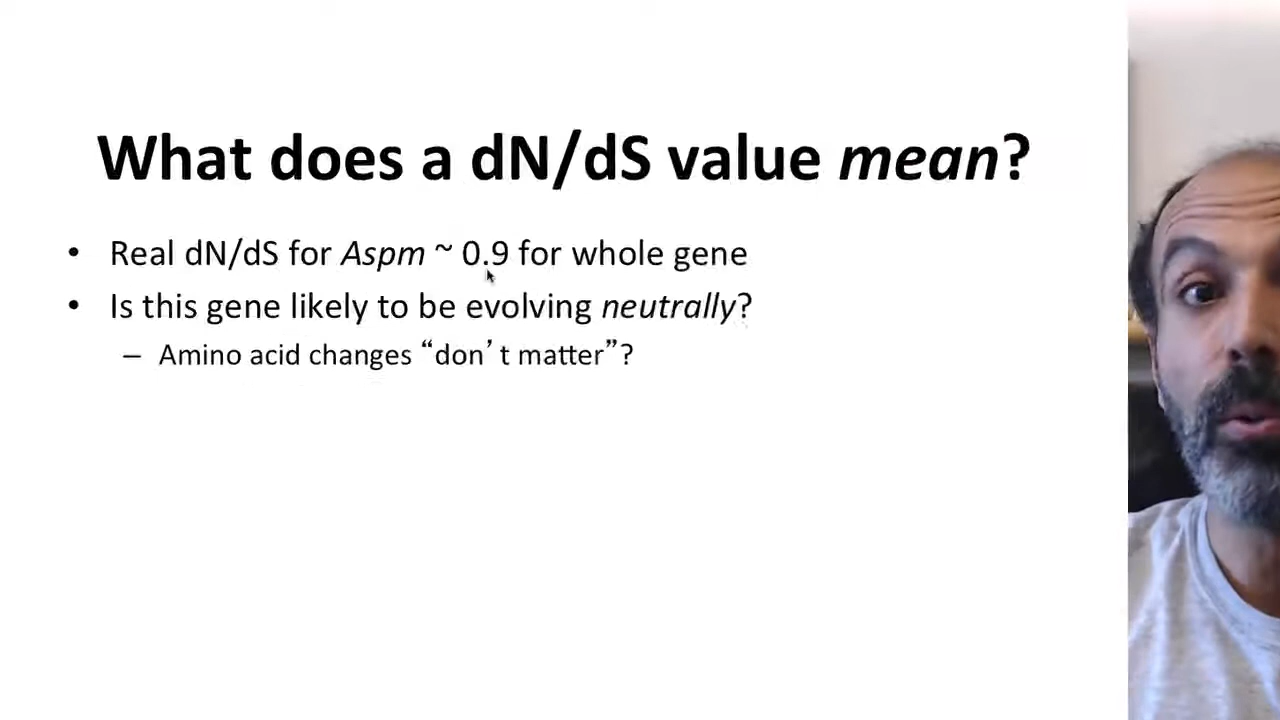 What does a dN/dS value mean?
• Real dN/dS for Aspm ~ 0.9 for whole gene
• Is this gene likely to be evolving neutrally?
– Amino acid changes “don’t matter”?